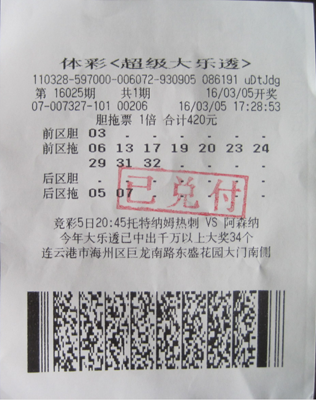 体彩<超级大乐透>
110328-597000-006072-930905 086191 uDtJdg
第 16025期 共1期 16/03/05开奖
07-007327-101 00206 16/03/05 17:28:53
胆拖票 1倍 合计420元
前区胆 03
前区拖 06 13 17 19 20 23 24
29 31 32
后区胆
后区拖 05 07
已兑付
竞彩5日20:45托特纳姆热刺 VS 阿森纳
今年大乐透已中出千万以上大奖34个
连云港市海州区巨龙南路东盛花园大门南侧